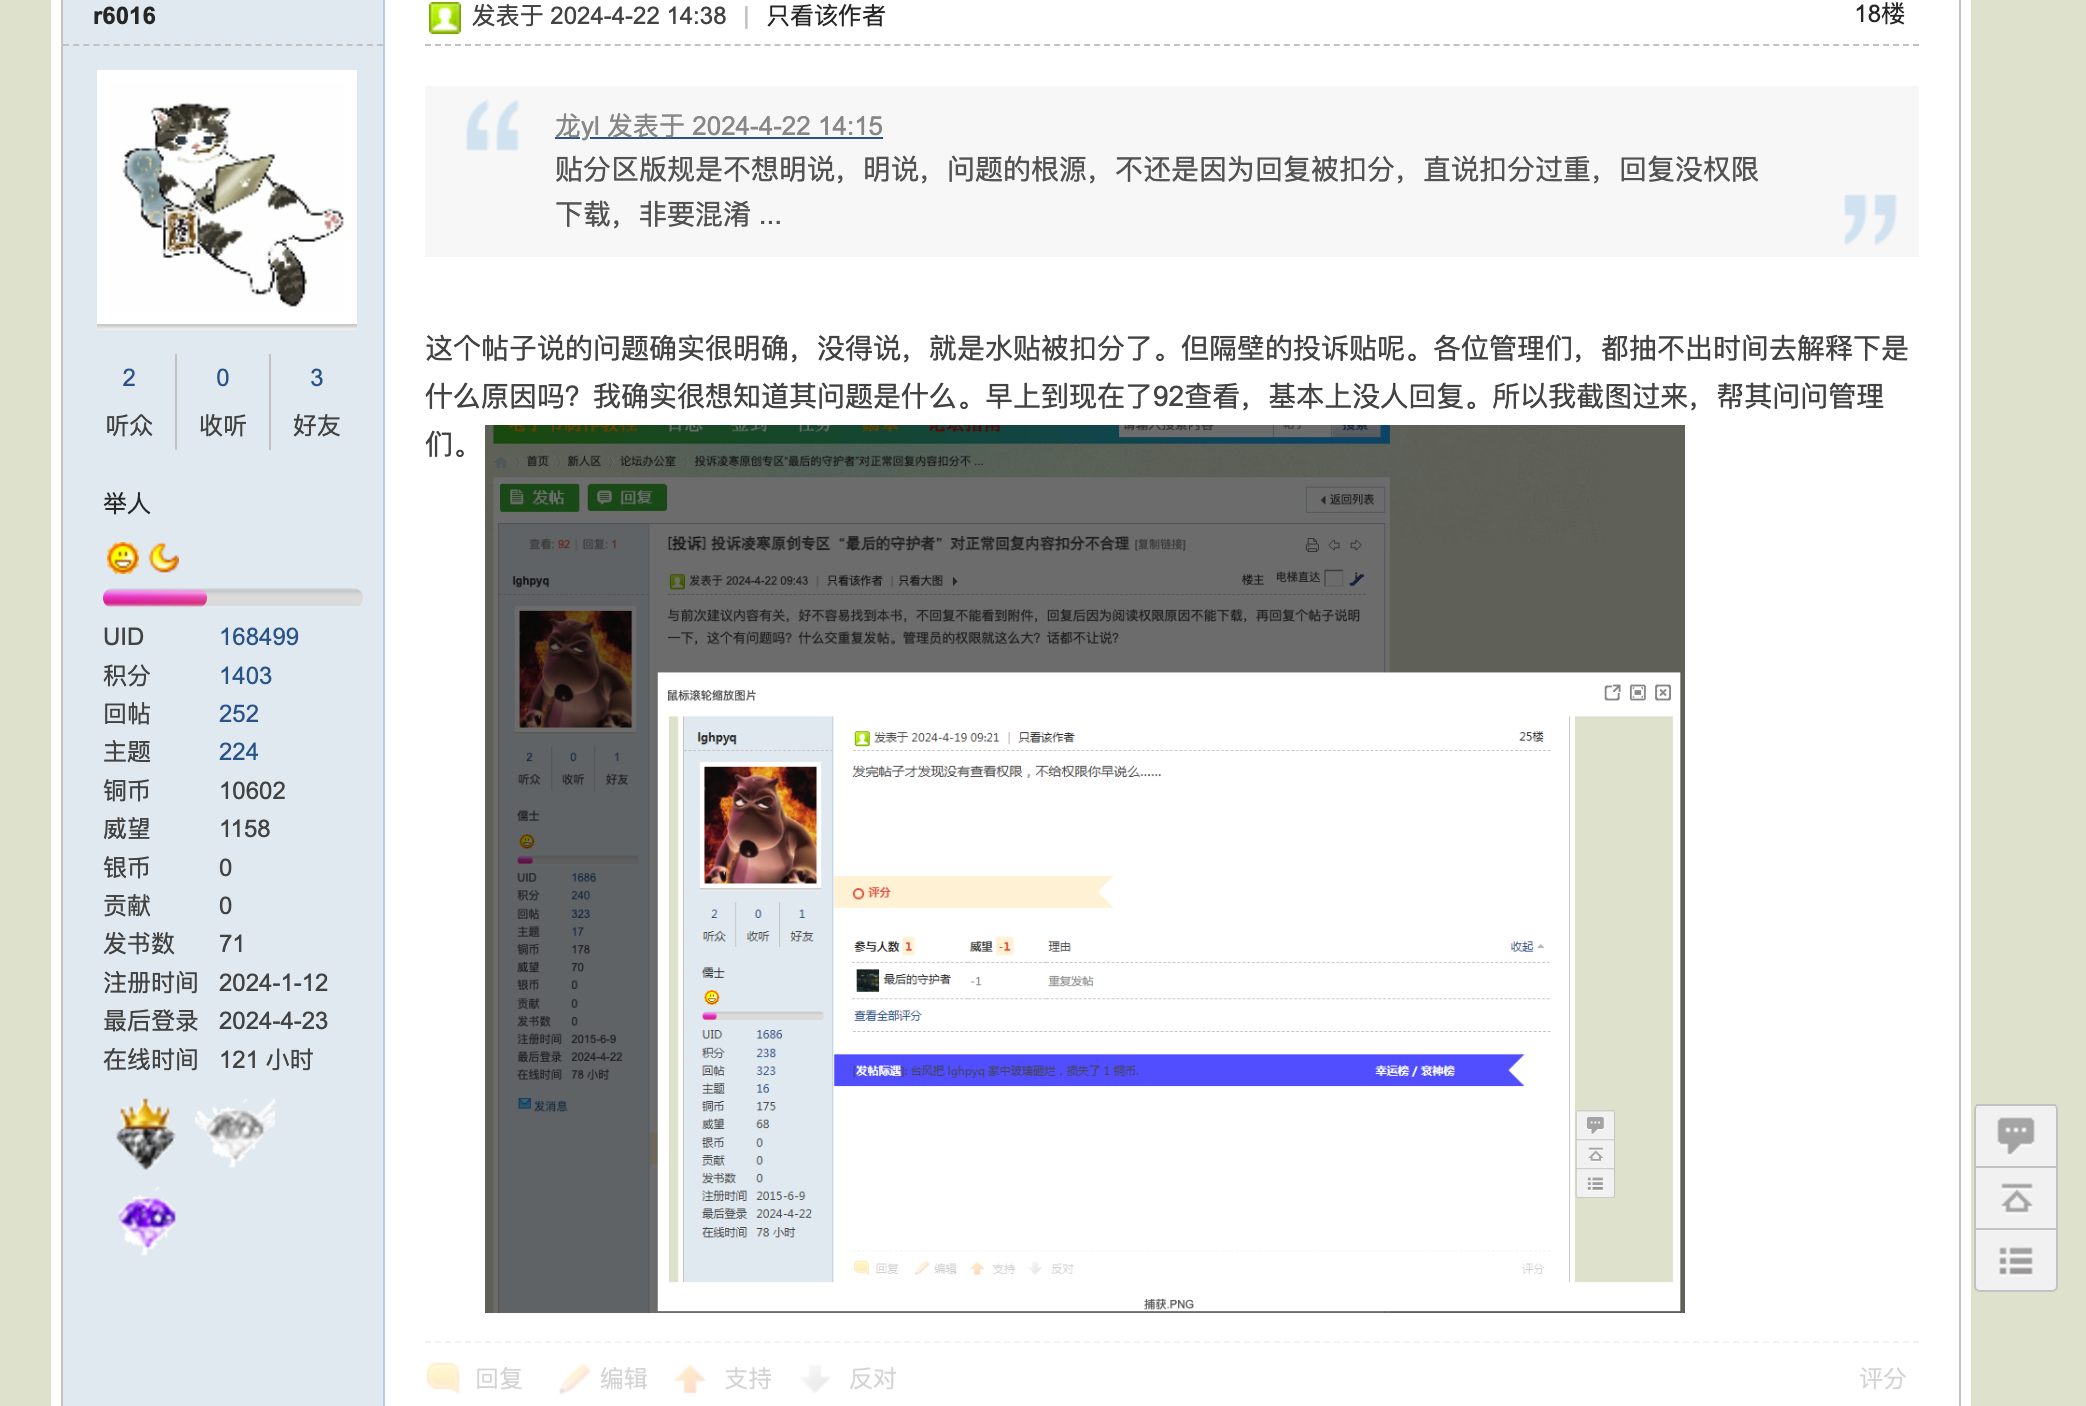 r6016
发表于 2024-4-22 14:38 | 只看该作者
18楼
龙yl 发表于 2024-4-22 14:15
贴分区版规是不想明说，明说，问题的根源，不还是因为回复被扣分，直说扣分过重，回复没权限
下载，非要混淆 ...
这个帖子说的问题确实很明确，没得说，就是水贴被扣分了。但隔壁的投诉贴呢。各位管理们，都抽不出时间去解释下是
什么原因吗？我确实很想知道其问题是什么。早上到现在了92查看，基本上没人回复。所以我截图过来，帮其问问管理
们。
2 0 3
听众 收听 好友
举人
UID 168499
积分 1403
回帖 252
主题 224
铜币 10602
威望 1158
银币 0
贡献 0
发书数 71
注册时间 2024-1-12
最后登录 2024-4-23
在线时间 121 小时
首页 新人区 论坛办公室 投诉凌寒原创专区“最后的守护者”对正常回复内容扣分不 ...
发帖 回复
返回列表
查看: 92 | 回复: 1
[投诉] 投诉凌寒原创专区 “最后的守护者” 对正常回复内容扣分不合理 [复制链接]
lghpyq
发表于 2024-4-22 09:43 | 只看该作者 | 只看大图
楼主 电梯直达
与前次建议内容有关，好不容易找到本书，不回复不能看到附件，回复后因为阅读权限原因不能下载，再回复个帖子说明
一下，这个有问题吗？什么交重复发帖。管理员的权限就这么大？话都不让说？
2 0 1
听众 收听 好友
儒士
UID 1686
积分 240
回帖 323
主题 17
铜币 178
威望 70
银币 0
贡献 0
发书数 0
注册时间 2015-6-9
最后登录 2024-4-22
在线时间 78 小时
发消息
鼠标滚轮缩放图片
lghpyq
发表于 2024-4-19 09:21 | 只看该作者
25楼
发完帖子才发现没有查看权限，不给权限你早说么......
2 0 1
听众 收听 好友
儒士
UID 1686
积分 238
回帖 323
主题 16
铜币 175
威望 68
银币 0
贡献 0
发书数 0
注册时间 2015-6-9
最后登录 2024-4-22
在线时间 78 小时
评分
参与人数 1 威望 -1 理由
收起
最后的守护者 -1 重复发帖
查看全部评分
发帖际遇: 台风把 lghpyq 家中玻璃砸烂，损失了 1 铜币.
幸运榜 / 衰神榜
回复 编辑 支持 反对
评分
捕获.PNG
回复 编辑 支持 反对
评分